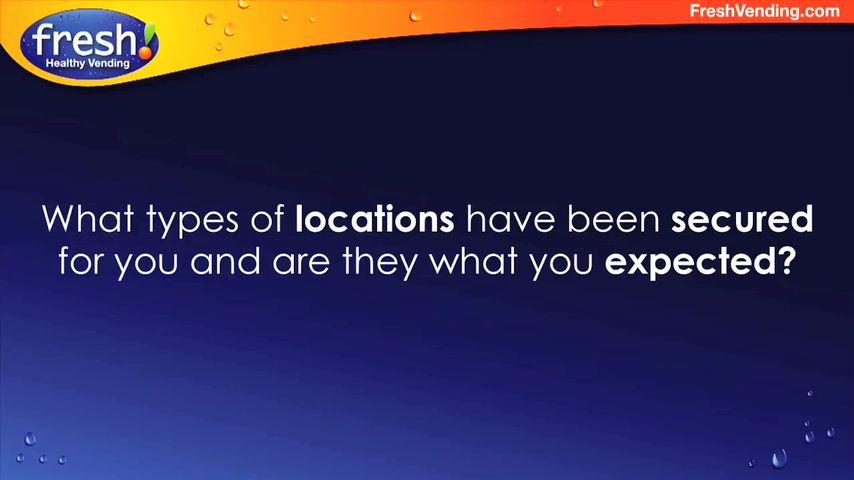 FreshVending.com
fresh!
Healthy Vending
What types of locations have been secured
for you and are they what you expected?